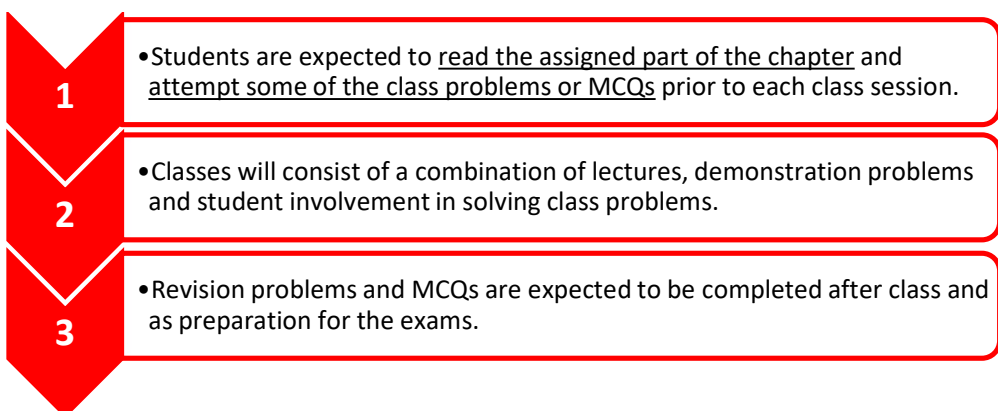 1
•Students are expected to read the assigned part of the chapter and
attempt some of the class problems or MCQs prior to each class session.
2
•Classes will consist of a combination of lectures, demonstration problems
and student involvement in solving class problems.
3
•Revision problems and MCQs are expected to be completed after class and
as preparation for the exams.